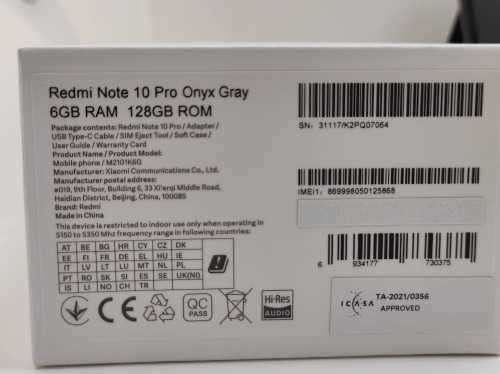 Redmi Note 10 Pro Onyx Gray
6GB RAM 128GB ROM
Package contents: Redmi Note 10 Pro / Adapter /
USB Type-C Cable / SIM Eject Tool / Soft Case /
User Guide / Warranty Card
Product Name / Product Model:
Mobile phone / M2101K6G
Manufacturer: Xiaomi Communications Co., Ltd.
Manufacturer postal address:
#019, 9th Floor, Building 6, 33 Xi'erqi Middle Road,
Haidian District, Beijing, China, 100085
Brand: Redmi
Made in China
This device is restricted to indoor use only when operating in
5150 to 5350 Mhz frequency range in following countries:
AT BE BG HR CY CZ DK
EE FI FR DE EL HU IE
IT LV LT LU MT NL PL
PT RO SK SI ES SE UK(NI)
IS LI NO CH TR
CE
QC
PASS
Hi-Res
AUDIO
SN: 31117/K2PQ07064
IMEI1: 869998050125868
6 934177 730375
ICASA
TA-2021/0356
APPROVED